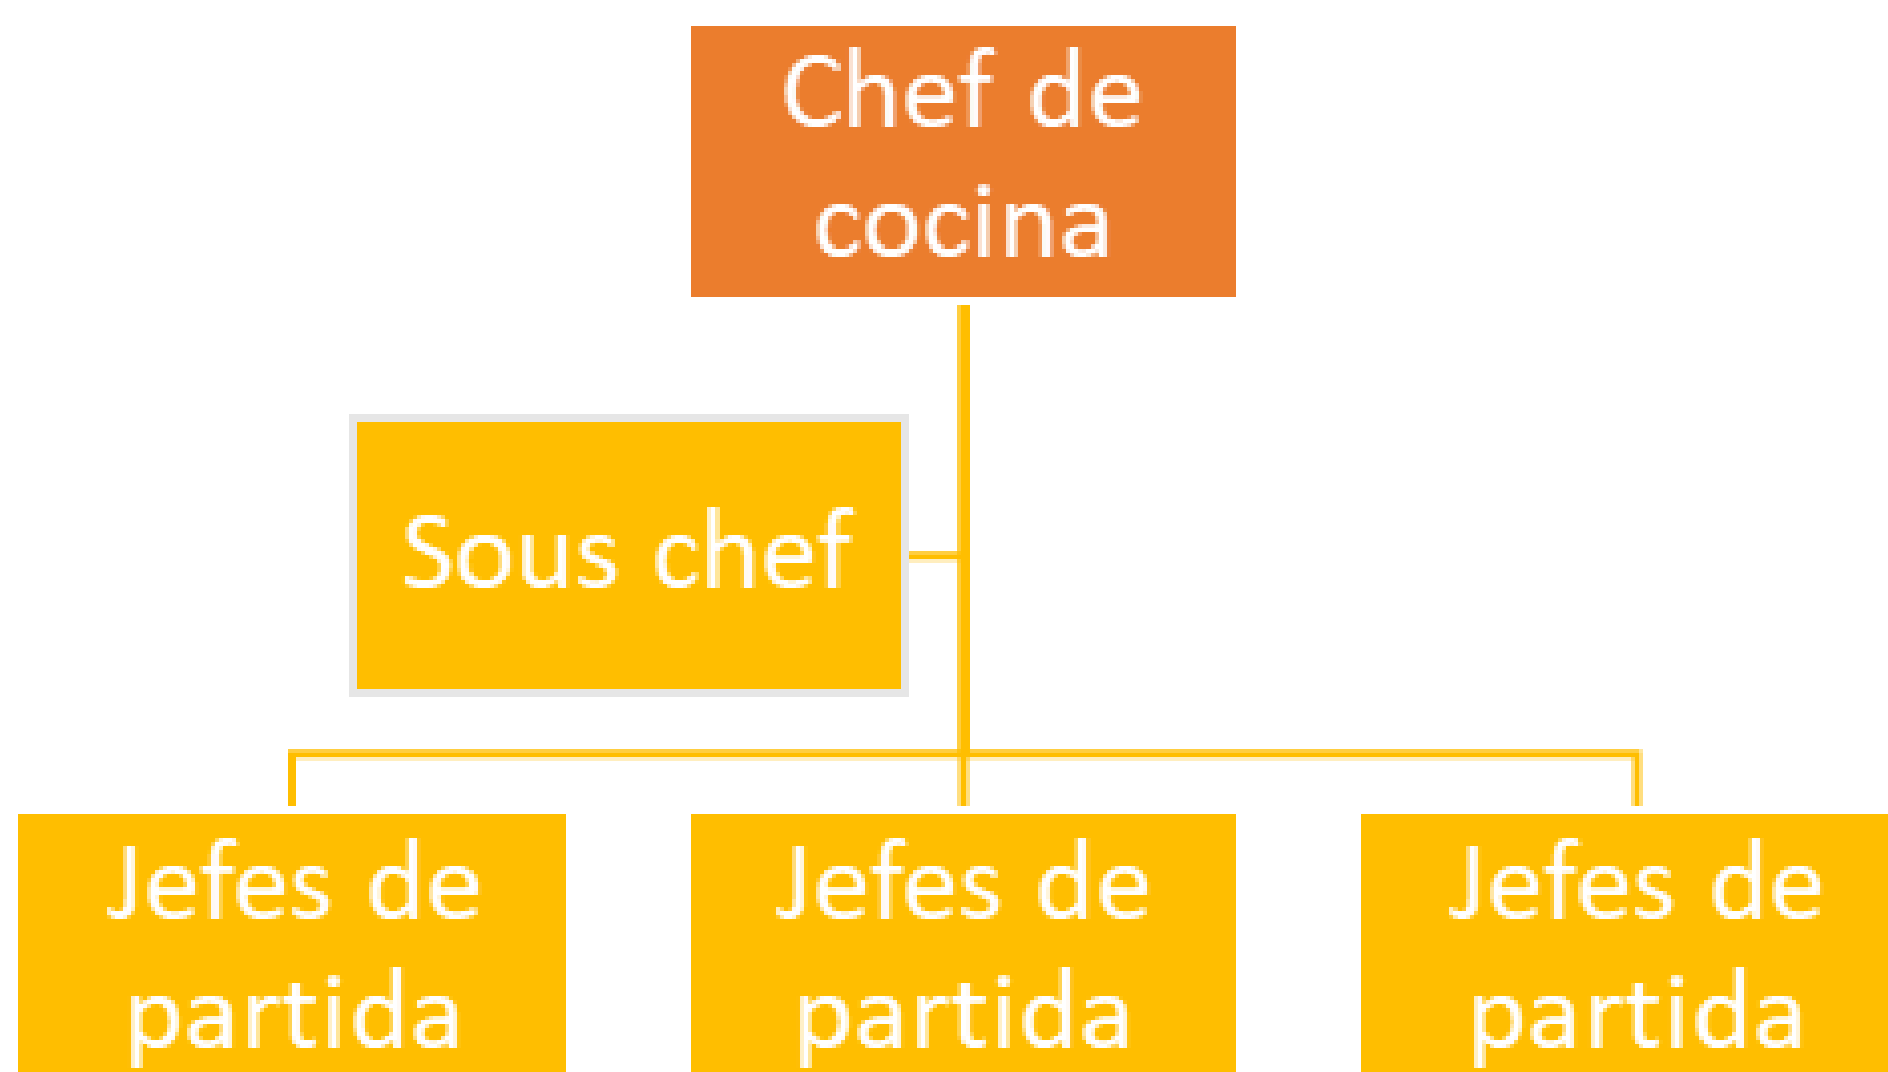 Chef de
cocina
Sous chef
Jefes de
partida
Jefes de
partida
Jefes de
partida